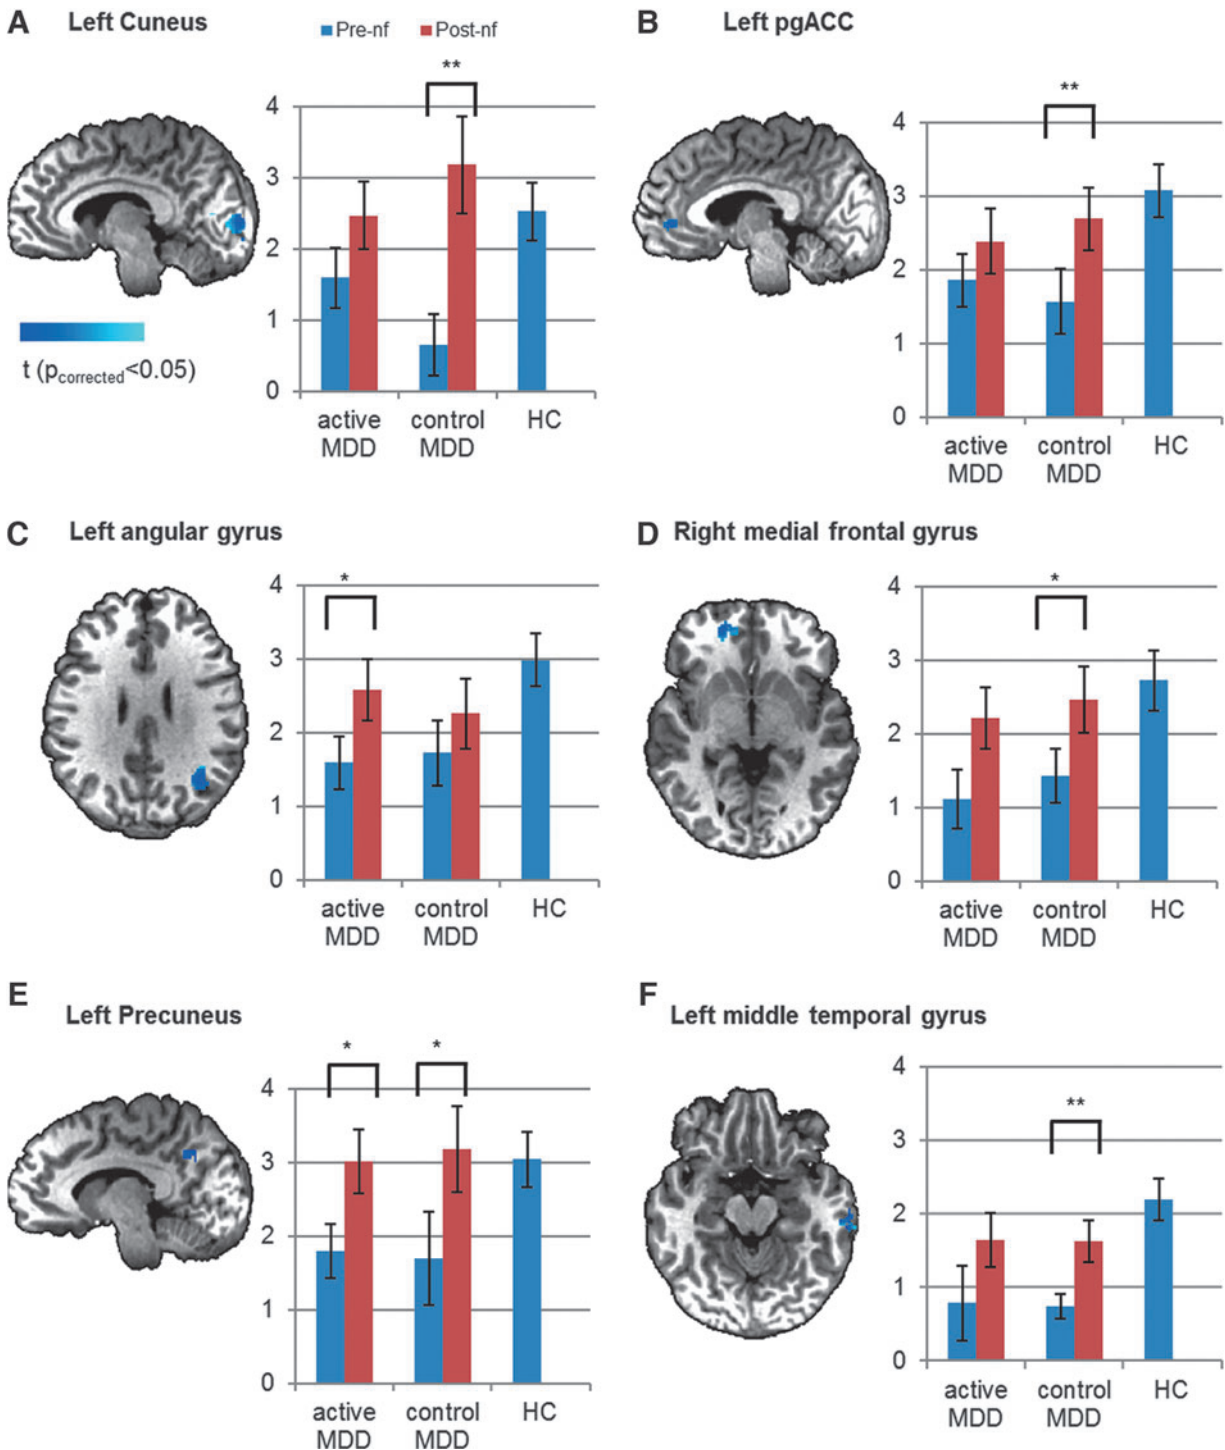 A Left Cuneus
Pre-nf Post-nf
**
4
3
2
1
0
active MDD
control MDD
HC
t (pcorrected<0.05)
B Left pgACC
**
4
3
2
1
0
active MDD
control MDD
HC
C Left angular gyrus
*
4
3
2
1
0
active MDD
control MDD
HC
D Right medial frontal gyrus
*
4
3
2
1
0
active MDD
control MDD
HC
E Left Precuneus
* *
4
3
2
1
0
active MDD
control MDD
HC
F Left middle temporal gyrus
**
4
3
2
1
0
active MDD
control MDD
HC